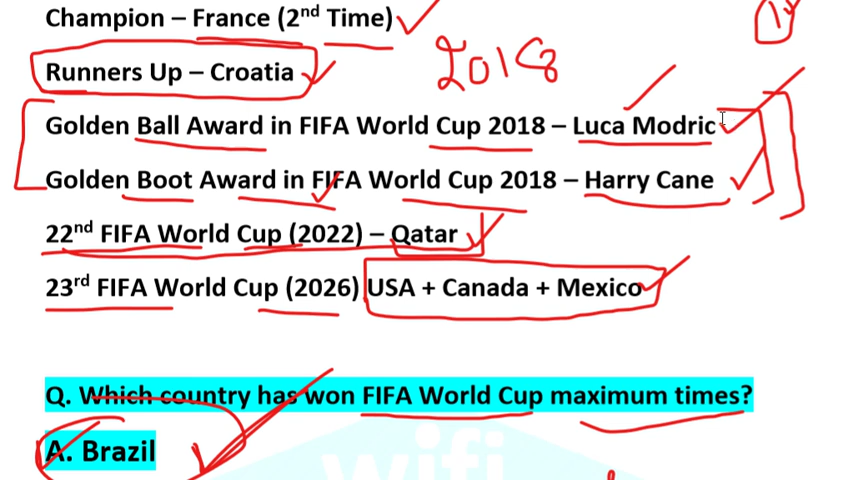 Champion – France (2nd Time)
Runners Up – Croatia
2018
Golden Ball Award in FIFA World Cup 2018 – Luca Modric
Golden Boot Award in FIFA World Cup 2018 – Harry Cane
22nd FIFA World Cup (2022) – Qatar
23rd FIFA World Cup (2026) USA + Canada + Mexico
Q. Which country has won FIFA World Cup maximum times?
A. Brazil
wifi